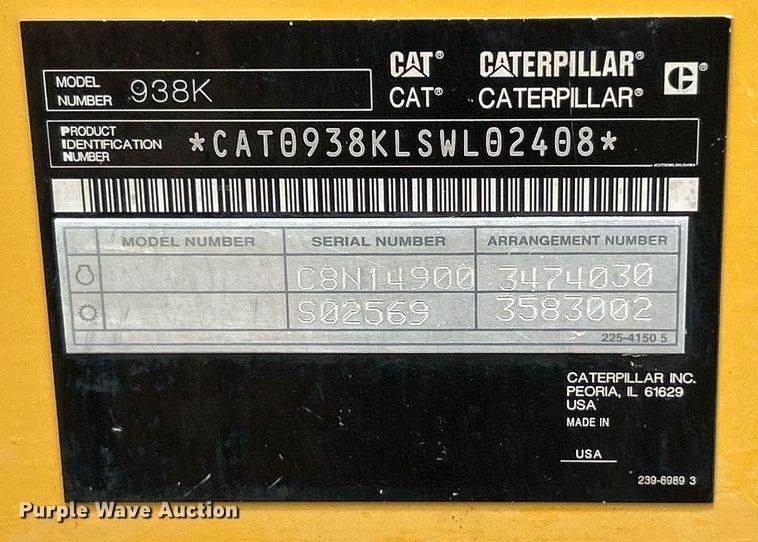 MODEL NUMBER 938K
CAT® CATERPILLAR® C®
CAT® CATERPILLAR®
PRODUCT IDENTIFICATION NUMBER *CAT0938KLSWL02408*
MODEL NUMBER SERIAL NUMBER ARRANGEMENT NUMBER
C8N14900 3474030
S02569 3583002
225-4150 5
CATERPILLAR INC.
PEORIA, IL 61629
USA
MADE IN
USA
239-6989 3
Purple Wave Auction